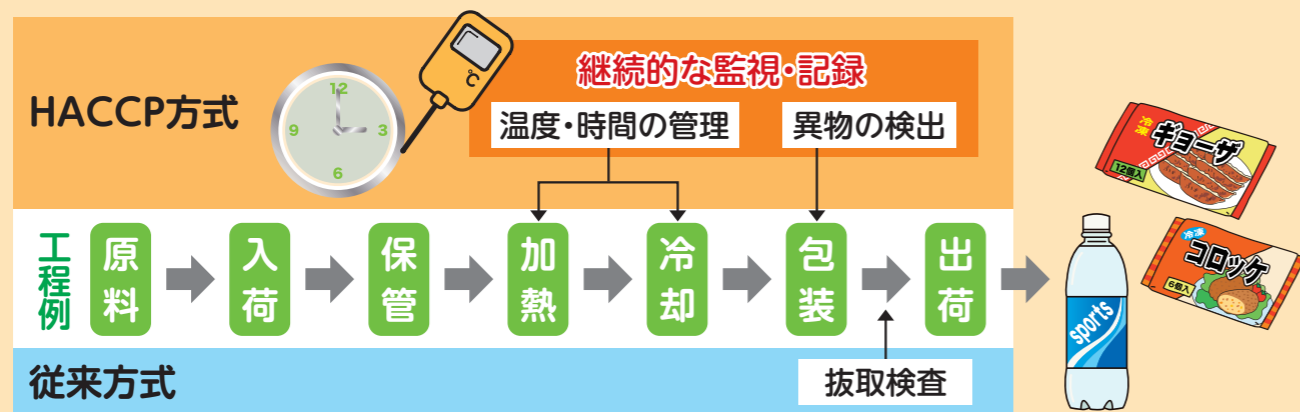 HACCP方式
12
3
6
9
℃
継続的な監視・記録
温度・時間の管理
異物の検出
工程例
原料
入荷
保管
加熱
冷却
包装
出荷
従来方式
抜取検査
冷凍
ギョーザ
12個入
冷凍
コロッケ
6個入
sports